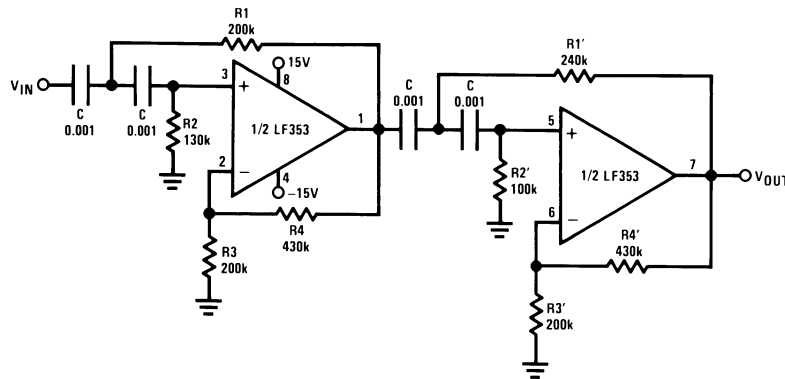 R1
200k
15V
8
VIN
C
0.001
C
0.001
R2
130k
3
+
1/2 LF353
1
2
−
4
−15V
R4
430k
R3
200k
C
0.001
C
0.001
R1'
240k
5
+
1/2 LF353
7
VOUT
R2'
100k
6
−
R4'
430k
R3'
200k